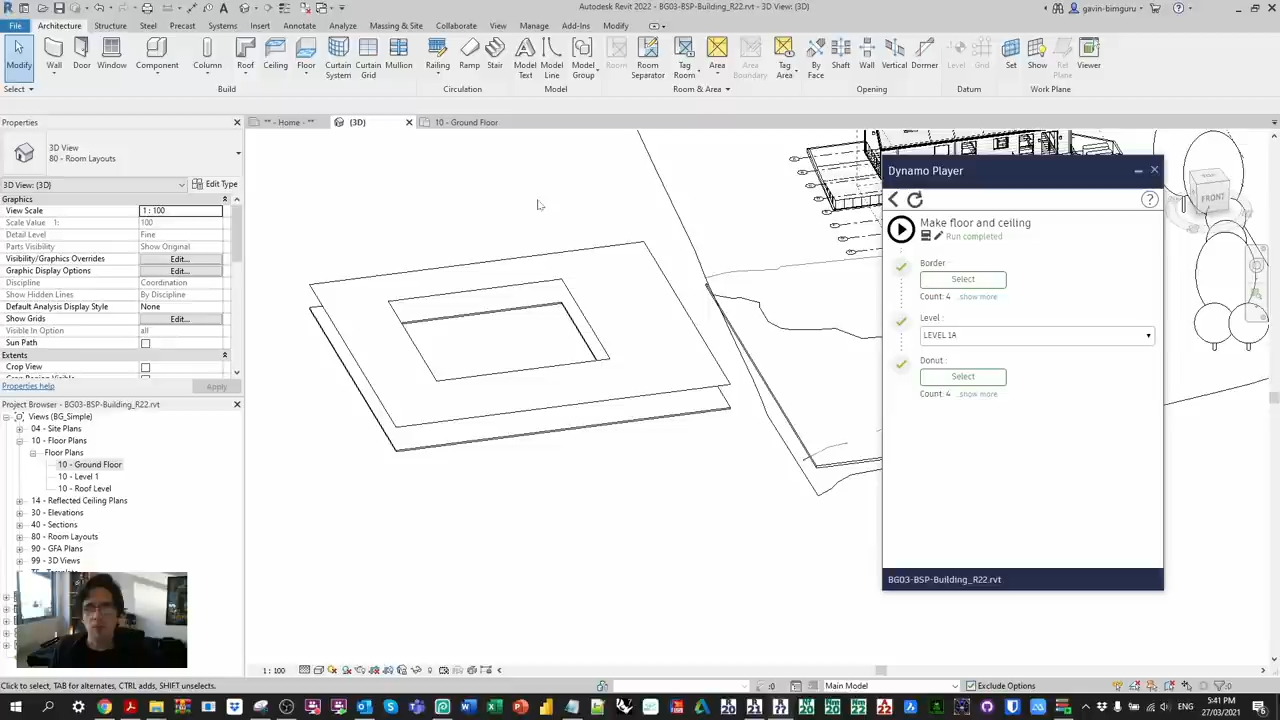 Autodesk Revit 2022 - BG03-BSP-Building_R22.rvt - 3D View: {3D}
gavin-bimguru
File Architecture Structure Steel Precast Systems Insert Annotate Analyze Massing & Site Collaborate View Manage Add-Ins Modify
Modify Wall Door Window Component Column Roof Ceiling Floor Curtain System Curtain Grid Mullion Railing Ramp Stair Model Text Model Line Model Group Room Room Separator Tag Room Area Area Boundary Tag Area By Face Shaft Wall Vertical Dormer Level Grid Set Show Ref Plane Viewer
Select Build Circulation Model Room & Area Opening Datum Work Plane
Properties
** - Home - **
{3D}
10 - Ground Floor
3D View
80 - Room Layouts
3D View: {3D} Edit Type
Graphics
View Scale 1 : 100
Scale Value 1: 100
Detail Level Fine
Parts Visibility Show Original
Visibility/Graphics Overrides Edit...
Graphic Display Options Edit...
Discipline Coordination
Show Hidden Lines By Discipline
Default Analysis Display Style None
Show Grids Edit...
Visible In Option all
Sun Path
Extents
Crop View
Properties help Apply
Project Browser - BG03-BSP-Building_R22.rvt
Views (BG_Simple)
04 - Site Plans
10 - Floor Plans
Floor Plans
10 - Ground Floor
10 - Level 1
10 - Roof Level
14 - Reflected Ceiling Plans
30 - Elevations
40 - Sections
80 - Room Layouts
90 - GFA Plans
99 - 3D Views
TOP
FRONT
Dynamo Player
Make floor and ceiling
Run completed
Border :
Select
Count: 4 ...show more
Level :
LEVEL 1A
Donut :
Select
Count: 4 ...show more
BG03-BSP-Building_R22.rvt
1 : 100
Click to select, TAB for alternates, CTRL adds, SHIFT unselects.
:0
Main Model
Exclude Options
:0
ENG
5:41 PM
27/03/2021